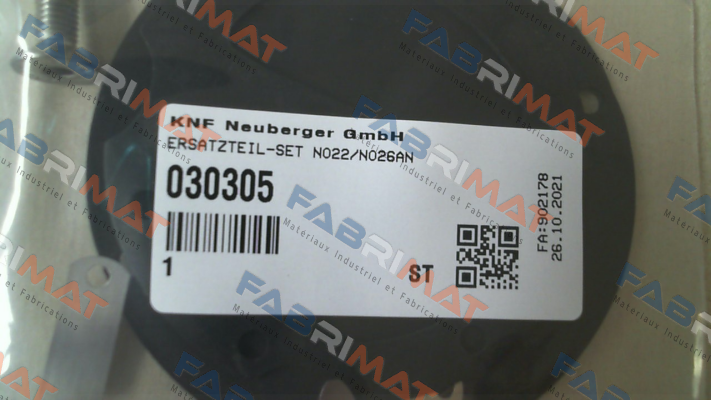 KNF Neuberger GmbH
ERSATZTEIL-SET N022/N026AN
030305
1
ST
FA:902178
26.10.2021
FABRIMAT
Materiaux Industriel et Fabrications